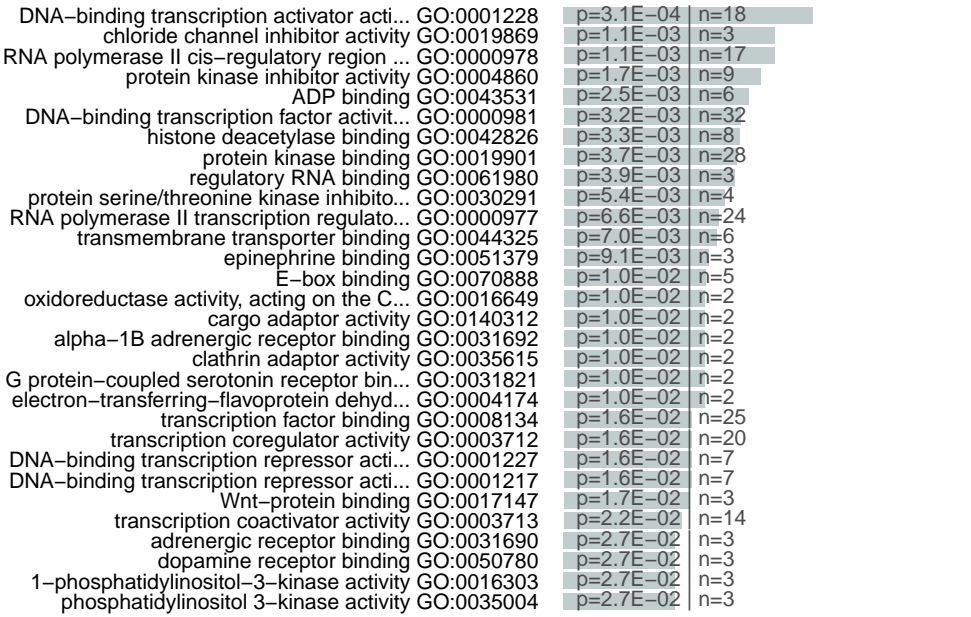 DNA−binding transcription activator acti... GO:0001228 p=3.1E−04 | n=18
chloride channel inhibitor activity GO:0019869 p=1.1E−03 | n=3
RNA polymerase II cis−regulatory region ... GO:0000978 p=1.1E−03 | n=17
protein kinase inhibitor activity GO:0004860 p=1.7E−03 | n=9
ADP binding GO:0043531 p=2.5E−03 | n=6
DNA−binding transcription factor activit... GO:0000981 p=3.2E−03 | n=32
histone deacetylase binding GO:0042826 p=3.3E−03 | n=8
protein kinase binding GO:0019901 p=3.7E−03 | n=28
regulatory RNA binding GO:0061980 p=3.9E−03 | n=3
protein serine/threonine kinase inhibito... GO:0030291 p=5.4E−03 | n=4
RNA polymerase II transcription regulato... GO:0000977 p=6.6E−03 | n=24
transmembrane transporter binding GO:0044325 p=7.0E−03 | n=6
epinephrine binding GO:0051379 p=9.1E−03 | n=3
E−box binding GO:0070888 p=1.0E−02 | n=5
oxidoreductase activity, acting on the C... GO:0016649 p=1.0E−02 | n=2
cargo adaptor activity GO:0140312 p=1.0E−02 | n=2
alpha−1B adrenergic receptor binding GO:0031692 p=1.0E−02 | n=2
clathrin adaptor activity GO:0035615 p=1.0E−02 | n=2
G protein−coupled serotonin receptor bin... GO:0031821 p=1.0E−02 | n=2
electron−transferring−flavoprotein dehyd... GO:0004174 p=1.0E−02 | n=2
transcription factor binding GO:0008134 p=1.6E−02 | n=25
transcription coregulator activity GO:0003712 p=1.6E−02 | n=20
DNA−binding transcription repressor acti... GO:0001227 p=1.6E−02 | n=7
DNA−binding transcription repressor acti... GO:0001217 p=1.6E−02 | n=7
Wnt−protein binding GO:0017147 p=1.7E−02 | n=3
transcription coactivator activity GO:0003713 p=2.2E−02 | n=14
adrenergic receptor binding GO:0031690 p=2.7E−02 | n=3
dopamine receptor binding GO:0050780 p=2.7E−02 | n=3
1−phosphatidylinositol−3−kinase activity GO:0016303 p=2.7E−02 | n=3
phosphatidylinositol 3−kinase activity GO:0035004 p=2.7E−02 | n=3